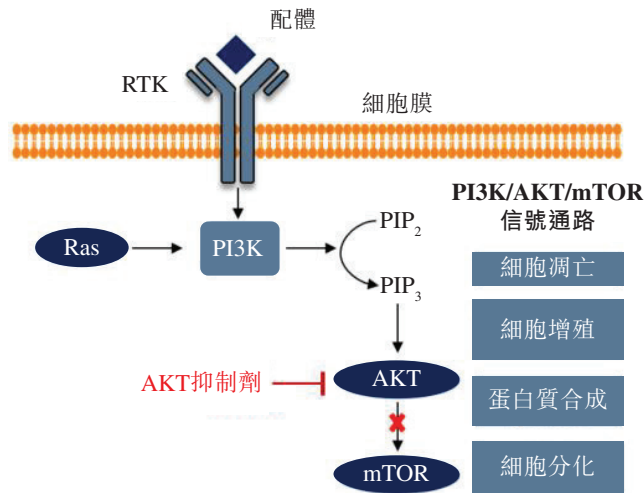 配體
RTK
細胞膜
PI3K/AKT/mTOR
信號通路
Ras
PI3K
PIP2
細胞凋亡
PIP3
細胞增殖
AKT抑制劑
AKT
蛋白質合成
mTOR
細胞分化